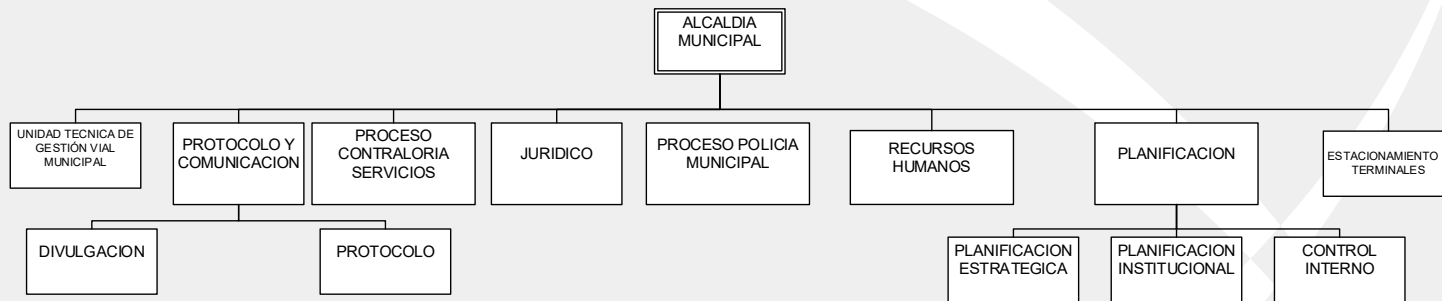 ALCALDIA
MUNICIPAL
UNIDAD TECNICA DE
GESTIÓN VIAL
MUNICIPAL
PROTOCOLO Y
COMUNICACION
PROCESO
CONTRALORIA
SERVICIOS
JURIDICO
PROCESO POLICIA
MUNICIPAL
RECURSOS
HUMANOS
PLANIFICACION
ESTACIONAMIENTO
TERMINALES
DIVULGACION
PROTOCOLO
PLANIFICACION
ESTRATEGICA
PLANIFICACION
INSTITUCIONAL
CONTROL
INTERNO